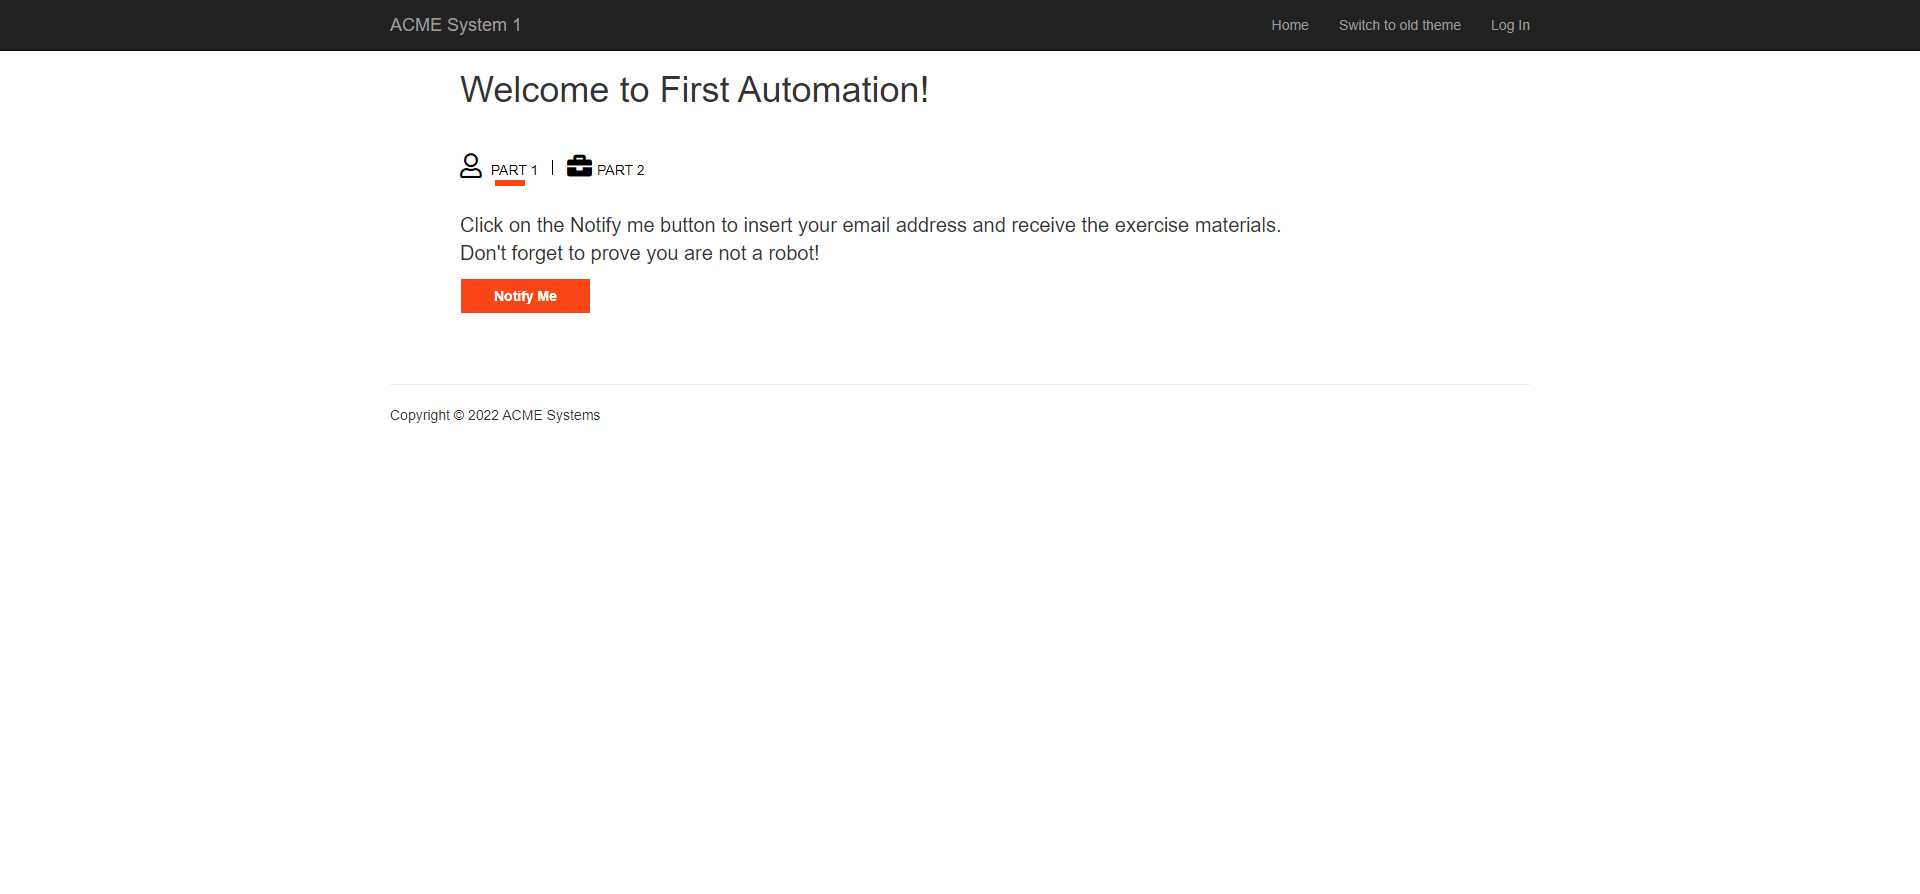 ACME System 1
Home
Switch to old theme
Log In
Welcome to First Automation!
PART 1
PART 2
Click on the Notify me button to insert your email address and receive the exercise materials.
Don't forget to prove you are not a robot!
Notify Me
Copyright © 2022 ACME Systems